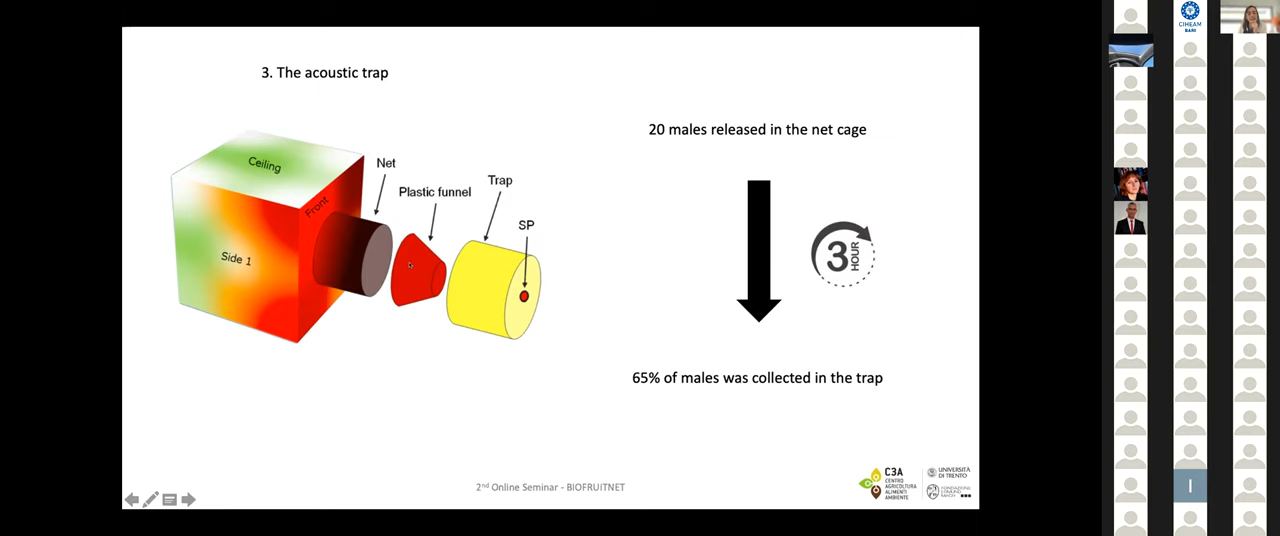 3. The acoustic trap
Ceiling
Front
Side 1
Net
Plastic funnel
Trap
SP
20 males released in the net cage
3 HOUR
65% of males was collected in the trap
2nd Online Seminar - BIOFRUITNET
C3A
CENTRO
AGRICOLTURA
ALIMENTI
AMBIENTE
UNIVERSITÀ
DI TRENTO
FONDAZIONE
EDMUND
MACH
CIHEAM
BARI
I